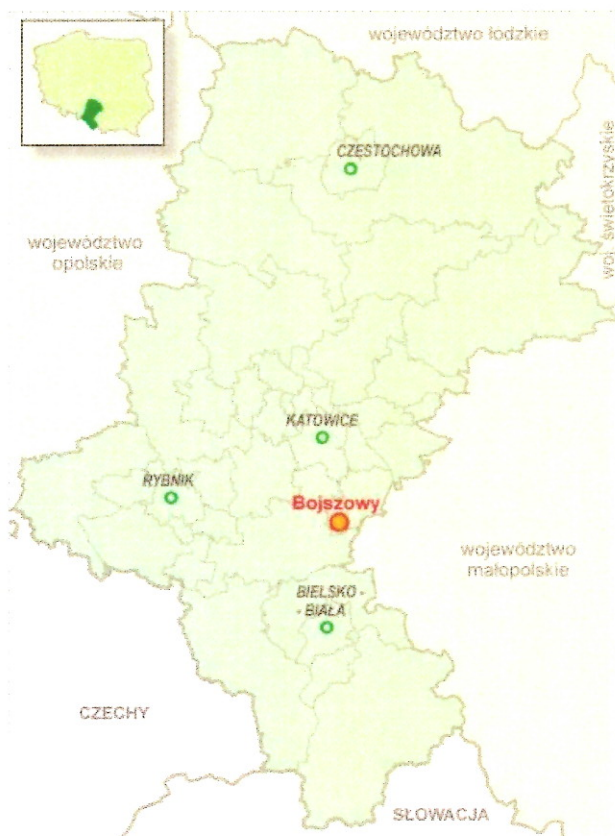 województwo łódzkie
CZĘSTOCHOWA
woj. świętokrzyskie
województwo
opolskie
KATOWICE
RYBNIK
Bojszowy
województwo
małopolskie
BIELSKO -
- BIAŁA
CZECHY
SŁOWACJA